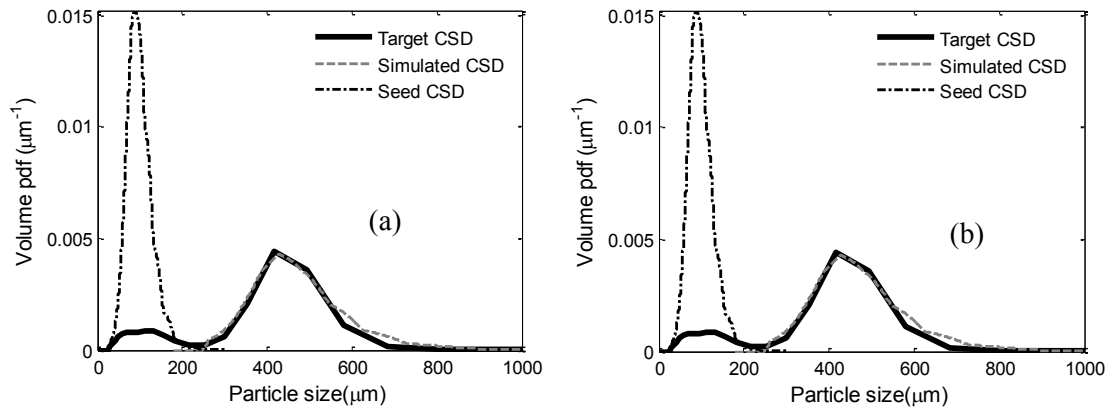 0.015
0.01
0.005
0
Volume pdf (μm⁻¹)
Target CSD
Simulated CSD
Seed CSD
(a)
0 200 400 600 800 1000
Particle size(μm)
0.015
0.01
0.005
0
Volume pdf (μm⁻¹)
Target CSD
Simulated CSD
Seed CSD
(b)
0 200 400 600 800 1000
Particle size(μm)